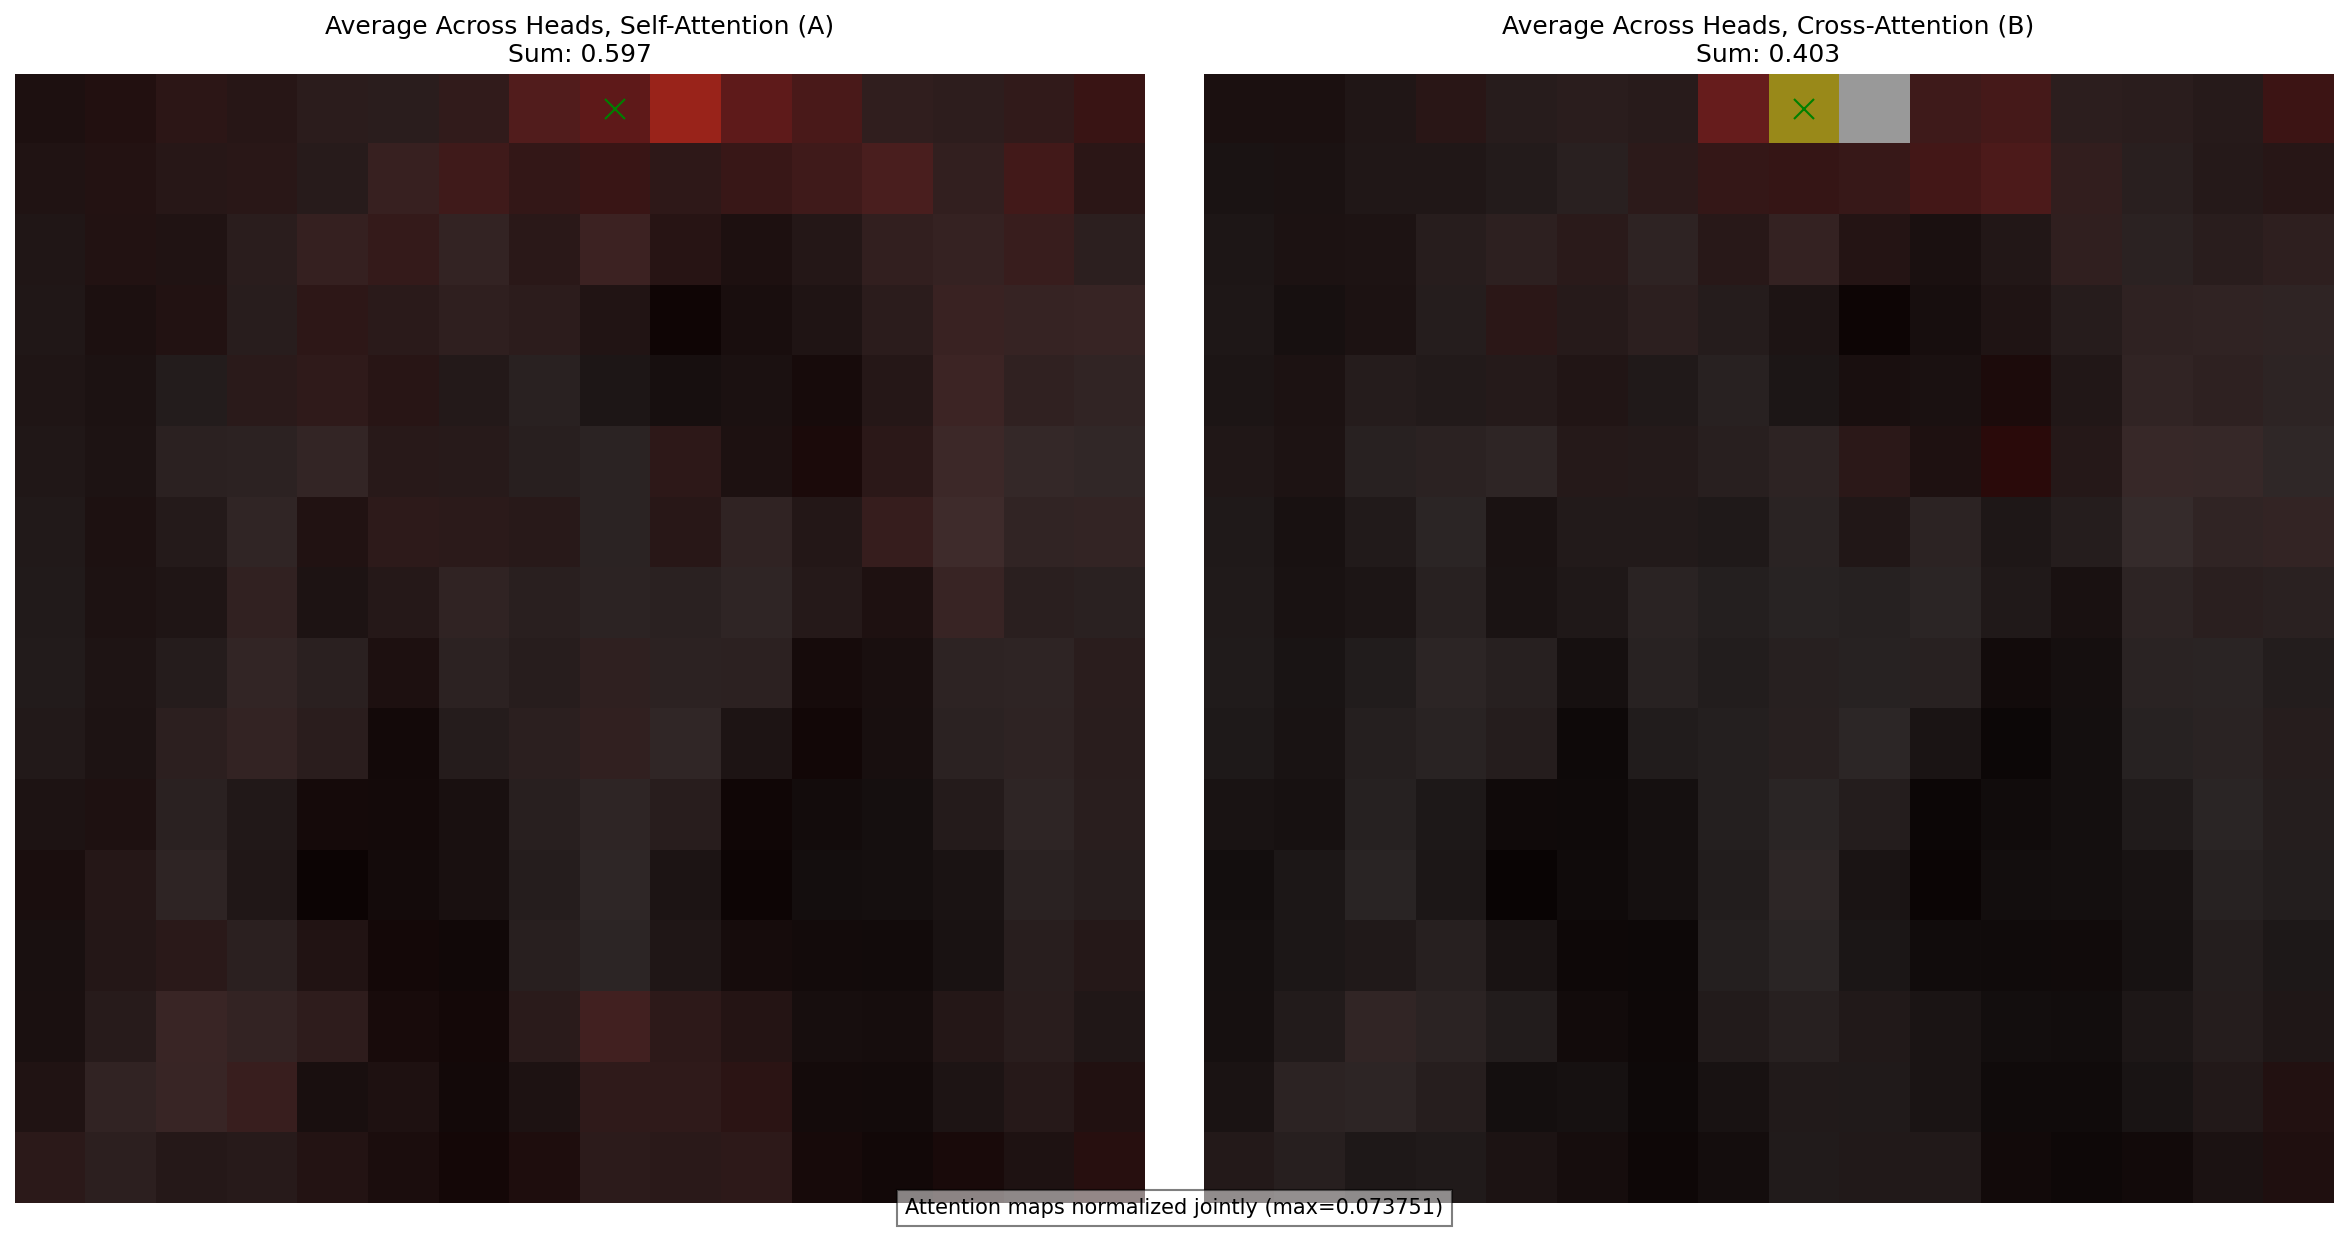 Average Across Heads, Self-Attention (A)
Sum: 0.597
Average Across Heads, Cross-Attention (B)
Sum: 0.403
Attention maps normalized jointly (max=0.073751)